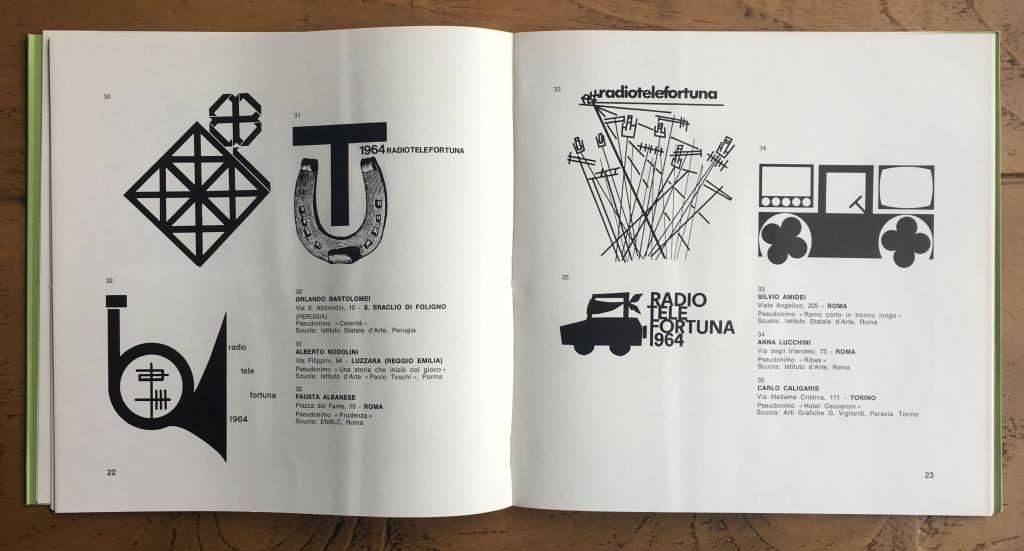 30
31
1964 RADIOTELEFORTUNA
32
radio
tele
fortuna
1964
30
ORLANDO BARTOLOMEI
Via S. Abbondio, 15 - S. ERACLIO DI FOLIGNO
(PERUGIA)
Pseudonimo « Celerità »
Scuola: Istituto Statale d'Arte, Perugia
31
ALBERTO NODOLINI
Via Filippini, 94 - LUZZARA (REGGIO EMILIA)
Pseudonimo « Una storia che iniziò col gioco »
Scuola: Istituto d'Arte « Paolo Toschi », Parma
32
FAUSTA ALBANESE
Piazza del Fante, 10 - ROMA
Pseudonimo « Prudenza »
Scuola: ENALC, Roma
22
33
radiotelefortuna
34
35
RADIO
TELE
FORTUNA
1964
33
SILVIO AMIDEI
Viale Angelico, 205 - ROMA
Pseudonimo « Ramo corto in tronco lungo »
Scuola: Istituto Statale d'Arte, Roma
34
ANNA LUCCHINI
Via degli Irlandesi, 73 - ROMA
Pseudonimo « Ribes »
Scuola: Istituto d'Arte, Roma
35
CARLO CALIGARIS
Via Madama Cristina, 111 - TORINO
Pseudonimo « Hotel Ceccaroni »
Scuola: Arti Grafiche G. Vigliardi, Paravia, Torino
23